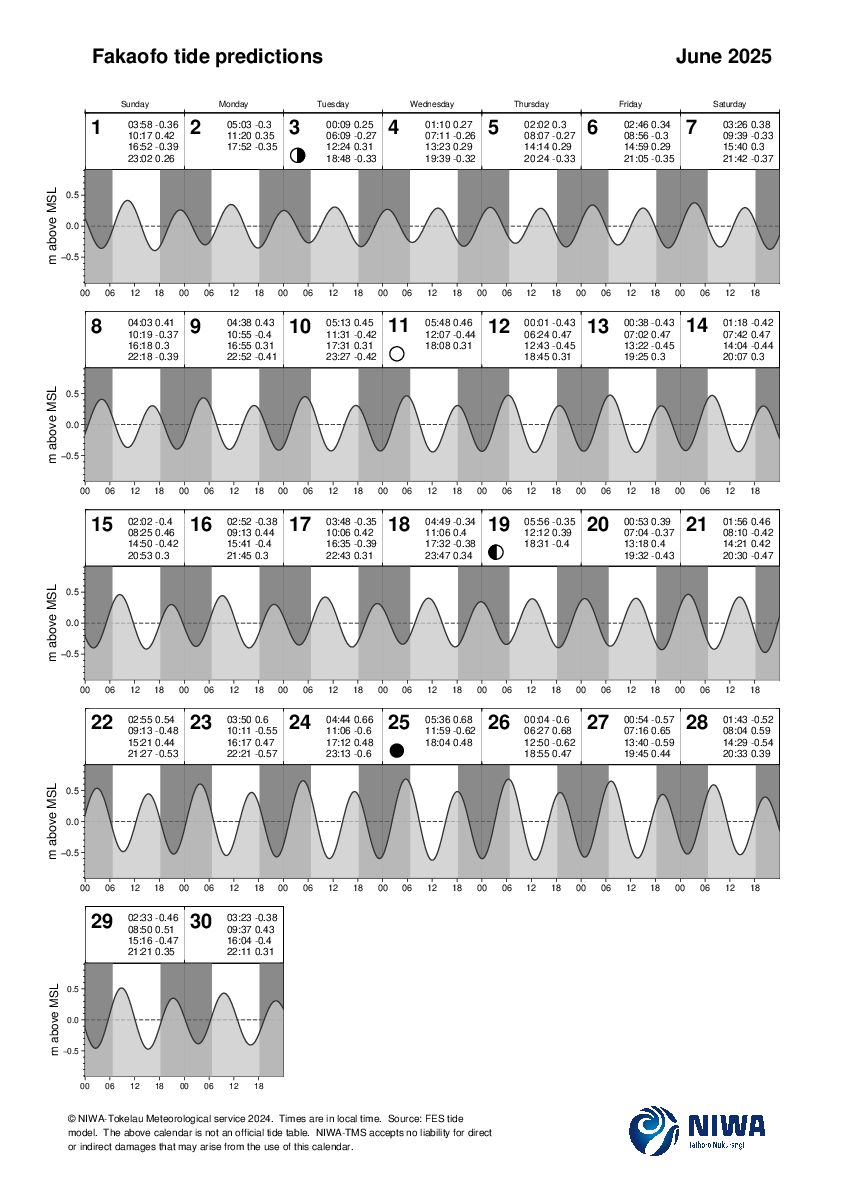 Fakaofo tide predictions June 2025
Sunday Monday Tuesday Wednesday Thursday Friday Saturday
1 03:58 -0.36 10:17 0.42 16:52 -0.39 23:02 0.26
2 05:03 -0.3 11:20 0.35 17:52 -0.35
3 00:09 0.25 06:09 -0.27 12:24 0.31 18:48 -0.33
4 01:10 0.27 07:11 -0.26 13:23 0.29 19:39 -0.32
5 02:02 0.3 08:07 -0.27 14:14 0.29 20:24 -0.33
6 02:46 0.34 08:56 -0.3 14:59 0.29 21:05 -0.35
7 03:26 0.38 09:39 -0.33 15:40 0.3 21:42 -0.37
m above MSL
0.5
0.0
−0.5
00 06 12 18 00 06 12 18 00 06 12 18 00 06 12 18 00 06 12 18 00 06 12 18 00 06 12 18
8 04:03 0.41 10:19 -0.37 16:18 0.3 22:18 -0.39
9 04:38 0.43 10:55 -0.4 16:55 0.31 22:52 -0.41
10 05:13 0.45 11:31 -0.42 17:31 0.31 23:27 -0.42
11 05:48 0.46 12:07 -0.44 18:08 0.31
12 00:01 -0.43 06:24 0.47 12:43 -0.45 18:45 0.31
13 00:38 -0.43 07:02 0.47 13:22 -0.45 19:25 0.3
14 01:18 -0.42 07:42 0.47 14:04 -0.44 20:07 0.3
m above MSL
0.5
0.0
−0.5
00 06 12 18 00 06 12 18 00 06 12 18 00 06 12 18 00 06 12 18 00 06 12 18 00 06 12 18
15 02:02 -0.4 08:25 0.46 14:50 -0.42 20:53 0.3
16 02:52 -0.38 09:13 0.44 15:41 -0.4 21:45 0.3
17 03:48 -0.35 10:06 0.42 16:35 -0.39 22:43 0.31
18 04:49 -0.34 11:06 0.4 17:32 -0.38 23:47 0.34
19 05:56 -0.35 12:12 0.39 18:31 -0.4
20 00:53 0.39 07:04 -0.37 13:18 0.4 19:32 -0.43
21 01:56 0.46 08:10 -0.42 14:21 0.42 20:30 -0.47
m above MSL
0.5
0.0
−0.5
00 06 12 18 00 06 12 18 00 06 12 18 00 06 12 18 00 06 12 18 00 06 12 18 00 06 12 18
22 02:55 0.54 09:13 -0.48 15:21 0.44 21:27 -0.53
23 03:50 0.6 10:11 -0.55 16:17 0.47 22:21 -0.57
24 04:44 0.66 11:06 -0.6 17:12 0.48 23:13 -0.6
25 05:36 0.68 11:59 -0.62 18:04 0.48
26 00:04 -0.6 06:27 0.68 12:50 -0.62 18:55 0.47
27 00:54 -0.57 07:16 0.65 13:40 -0.59 19:45 0.44
28 01:43 -0.52 08:04 0.59 14:29 -0.54 20:33 0.39
m above MSL
0.5
0.0
−0.5
00 06 12 18 00 06 12 18 00 06 12 18 00 06 12 18 00 06 12 18 00 06 12 18 00 06 12 18
29 02:33 -0.46 08:50 0.51 15:16 -0.47 21:21 0.35
30 03:23 -0.38 09:37 0.43 16:04 -0.4 22:11 0.31
m above MSL
0.5
0.0
−0.5
00 06 12 18 00 06 12 18
© NIWA-Tokelau Meteorological service 2024. Times are in local time. Source: FES tide
model. The above calendar is not an official tide table. NIWA-TMS accepts no liability for direct
or indirect damages that may arise from the use of this calendar.
NIWA